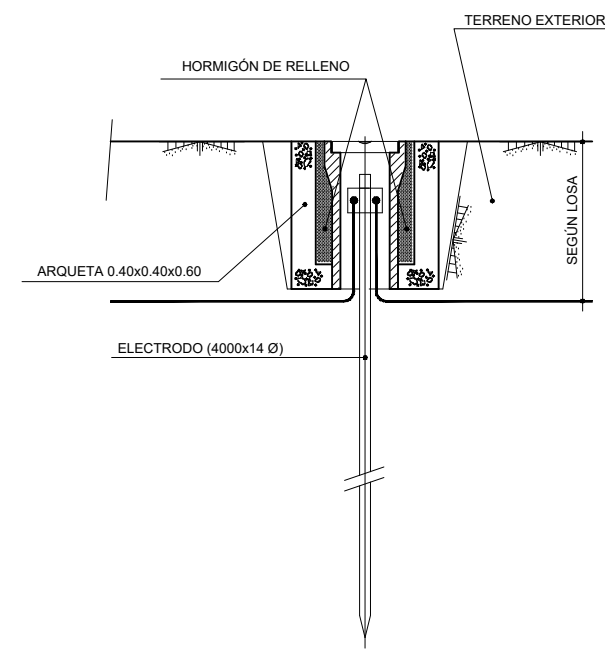 TERRENO EXTERIOR
HORMIGÓN DE RELLENO
SEGÚN LOSA
ARQUETA 0.40x0.40x0.60
ELECTRODO (4000x14 Ø)